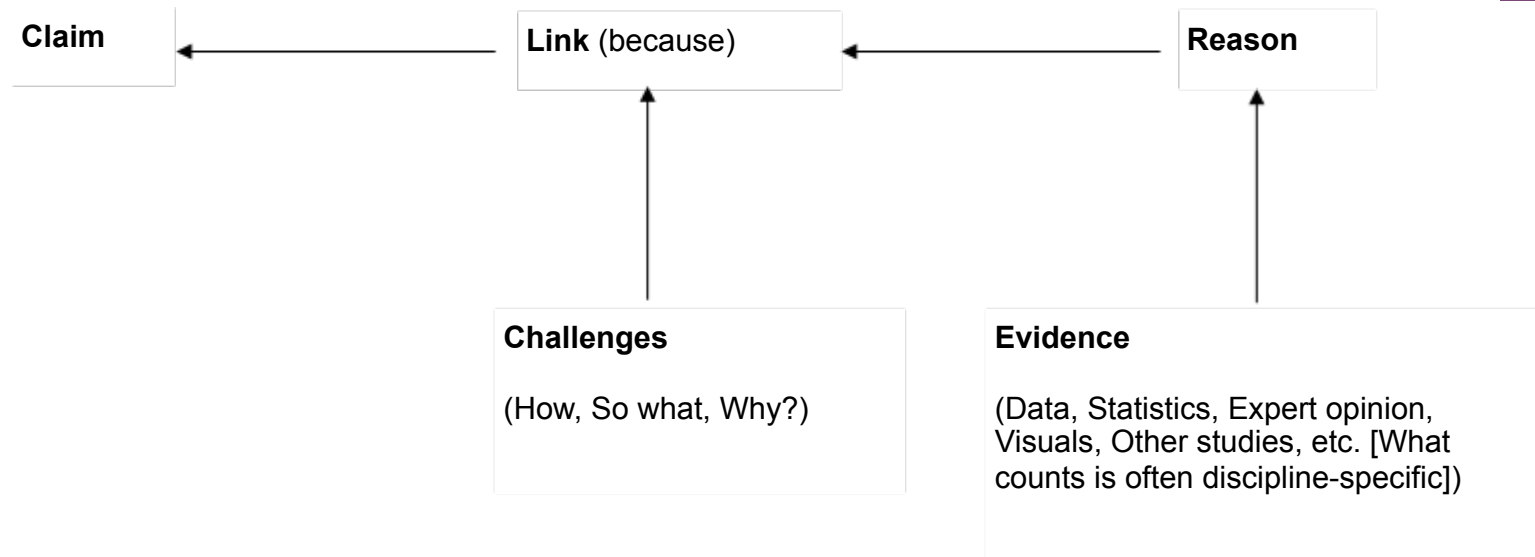 Claim
Link (because)
Reason
Challenges
(How, So what, Why?)
Evidence
(Data, Statistics, Expert opinion,
Visuals, Other studies, etc. [What
counts is often discipline-specific])